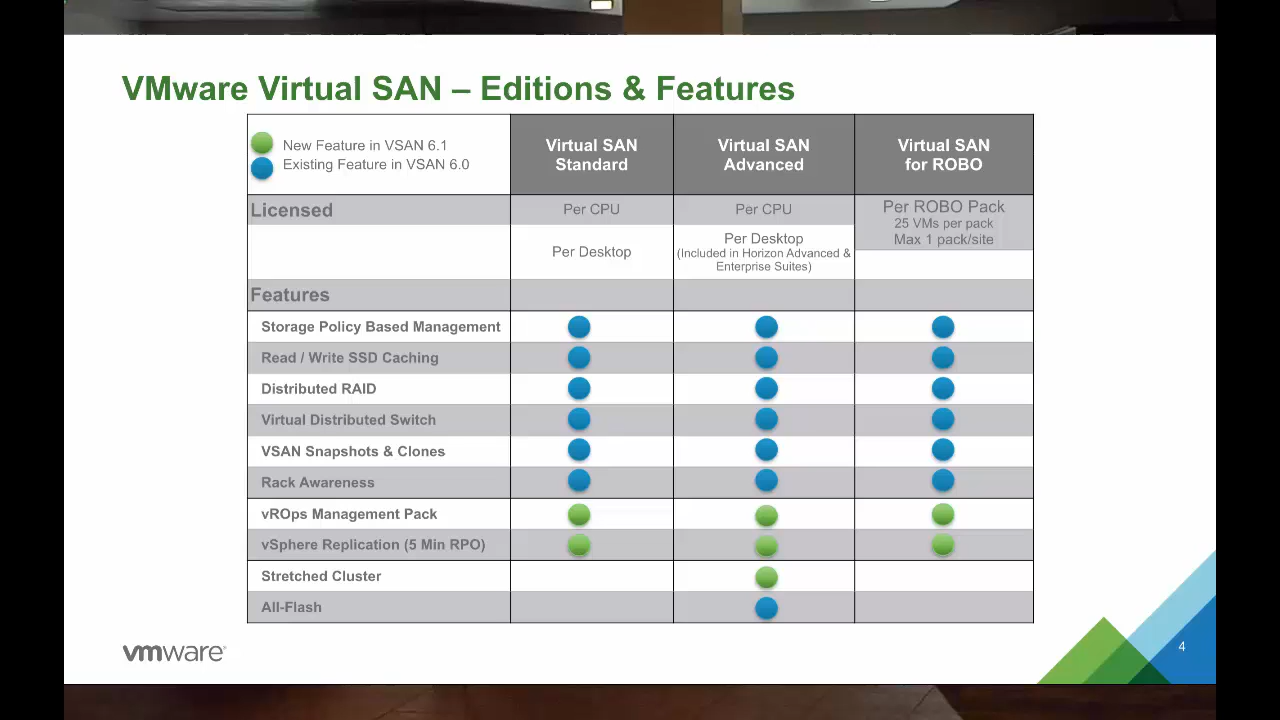 VMware Virtual SAN – Editions & Features
New Feature in VSAN 6.1
Existing Feature in VSAN 6.0
Virtual SAN
Standard
Virtual SAN
Advanced
Virtual SAN
for ROBO
Licensed
Per CPU
Per CPU
Per ROBO Pack
25 VMs per pack
Max 1 pack/site
Per Desktop
Per Desktop
(Included in Horizon Advanced &
Enterprise Suites)
Features
Storage Policy Based Management
Read / Write SSD Caching
Distributed RAID
Virtual Distributed Switch
VSAN Snapshots & Clones
Rack Awareness
vROps Management Pack
vSphere Replication (5 Min RPO)
Stretched Cluster
All-Flash
vmware®
4